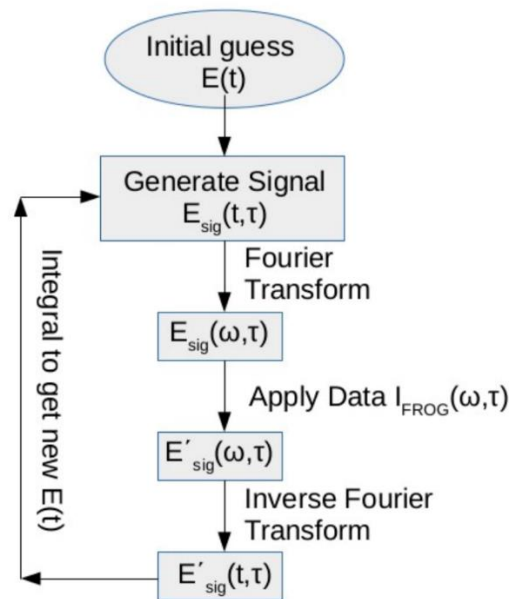 Initial guess
E(t)
Generate Signal
E_sig(t,τ)
Fourier
Transform
E_sig(ω,τ)
Apply Data I_FROG(ω,τ)
E′_sig(ω,τ)
Inverse Fourier
Transform
E′_sig(t,τ)
Integral to get new E(t)